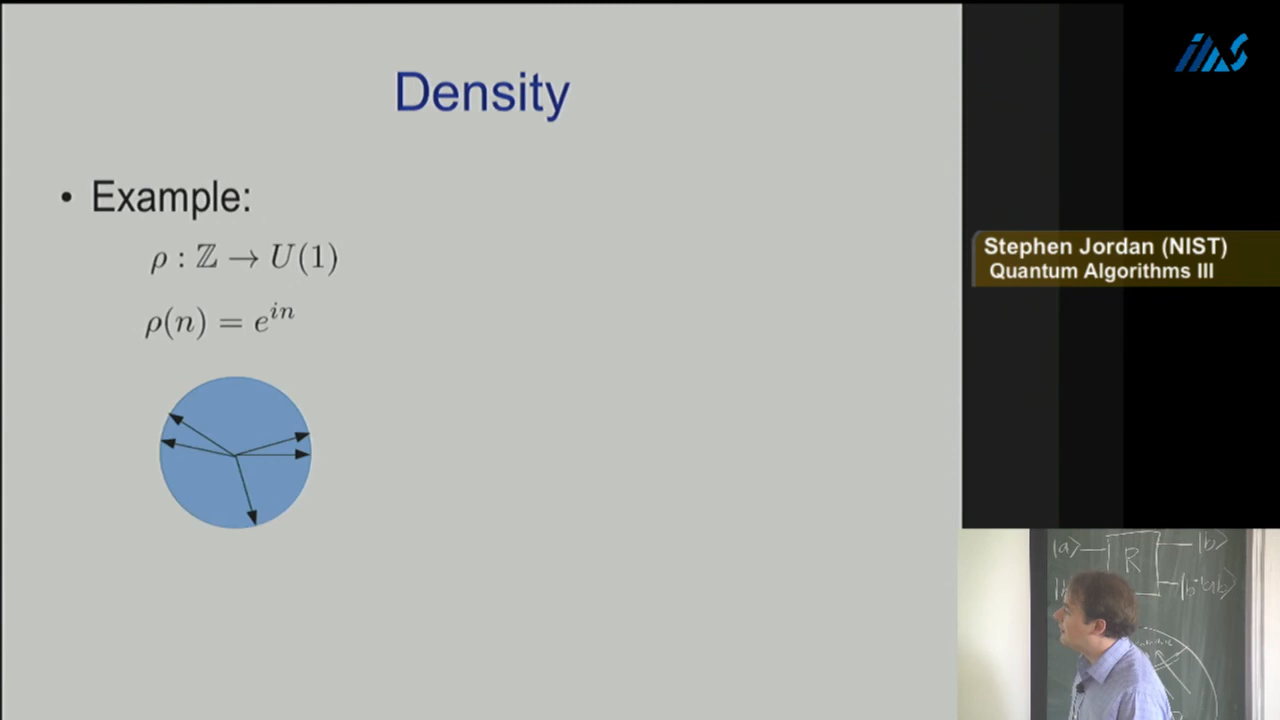 Density
• Example:
ρ : ℤ → U(1)
ρ(n) = e^{in}
Stephen Jordan (NIST)
Quantum Algorithms III
|a⟩ R |b⟩